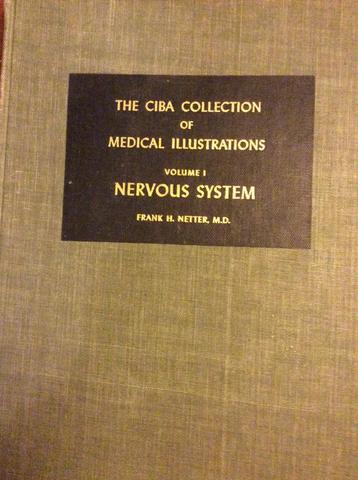 THE CIBA COLLECTION
OF
MEDICAL ILLUSTRATIONS
VOLUME I
NERVOUS SYSTEM
FRANK H. NETTER, M.D.